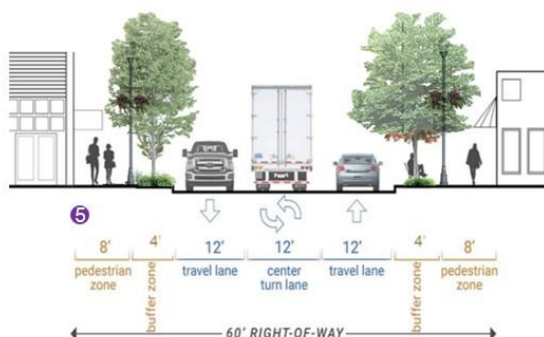 5
8' 4' 12' 12' 12' 4' 8'
pedestrian zone
buffer zone
travel lane
center turn lane
travel lane
buffer zone
pedestrian zone
60' RIGHT-OF-WAY